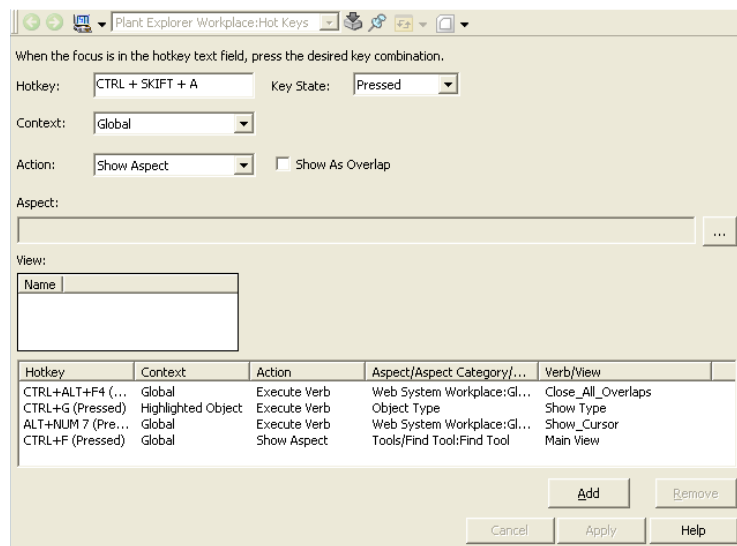 Plant Explorer Workplace:Hot Keys
When the focus is in the hotkey text field, press the desired key combination.
Hotkey: CTRL + SKIFT + A Key State: Pressed
Context: Global
Action: Show Aspect Show As Overlap
Aspect:
...
View:
Name
Hotkey Context Action Aspect/Aspect Category/... Verb/View
CTRL+ALT+F4 (... Global Execute Verb Web System Workplace:Gl... Close_All_Overlaps
CTRL+G (Pressed) Highlighted Object Execute Verb Object Type Show Type
ALT+NUM 7 (Pre... Global Execute Verb Web System Workplace:Gl... Show_Cursor
CTRL+F (Pressed) Global Show Aspect Tools/Find Tool:Find Tool Main View
Add Remove
Cancel Apply Help